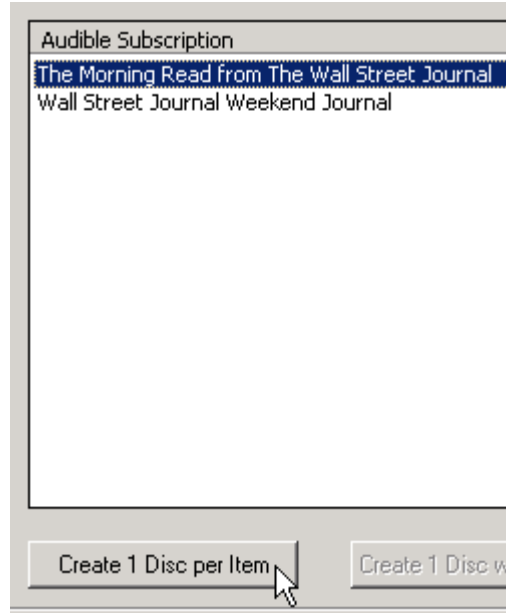 Audible Subscription
The Morning Read from The Wall Street Journal
Wall Street Journal Weekend Journal
Create 1 Disc per Item Create 1 Disc